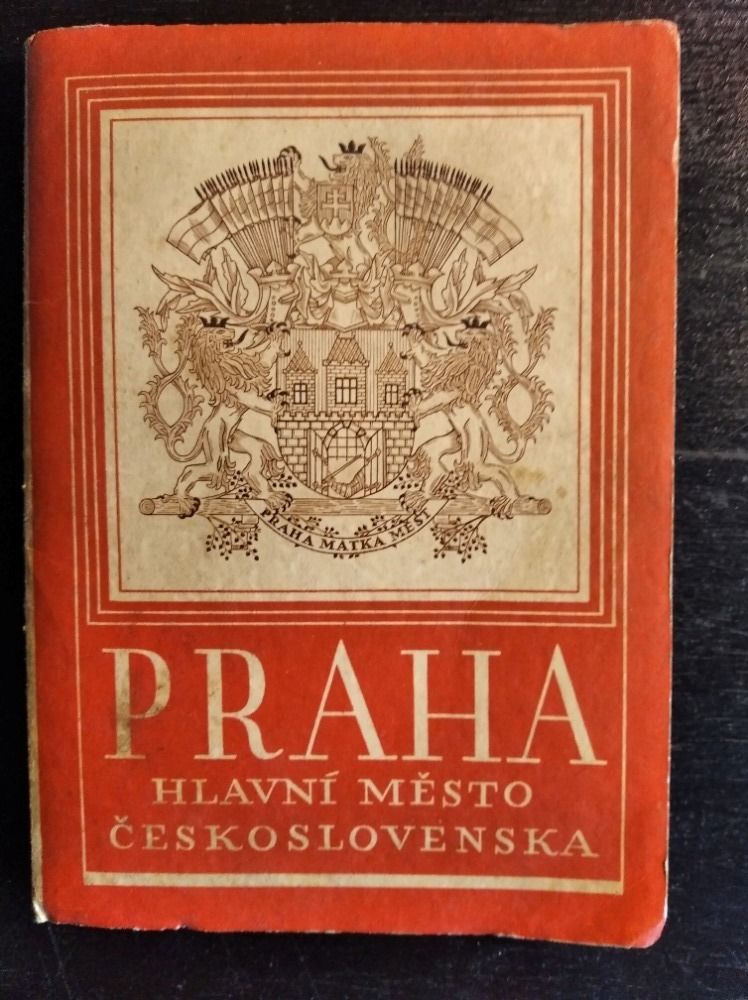 PRAHA MATKA MĚST
PRAHA
HLAVNÍ MĚSTO
ČESKOSLOVENSKA